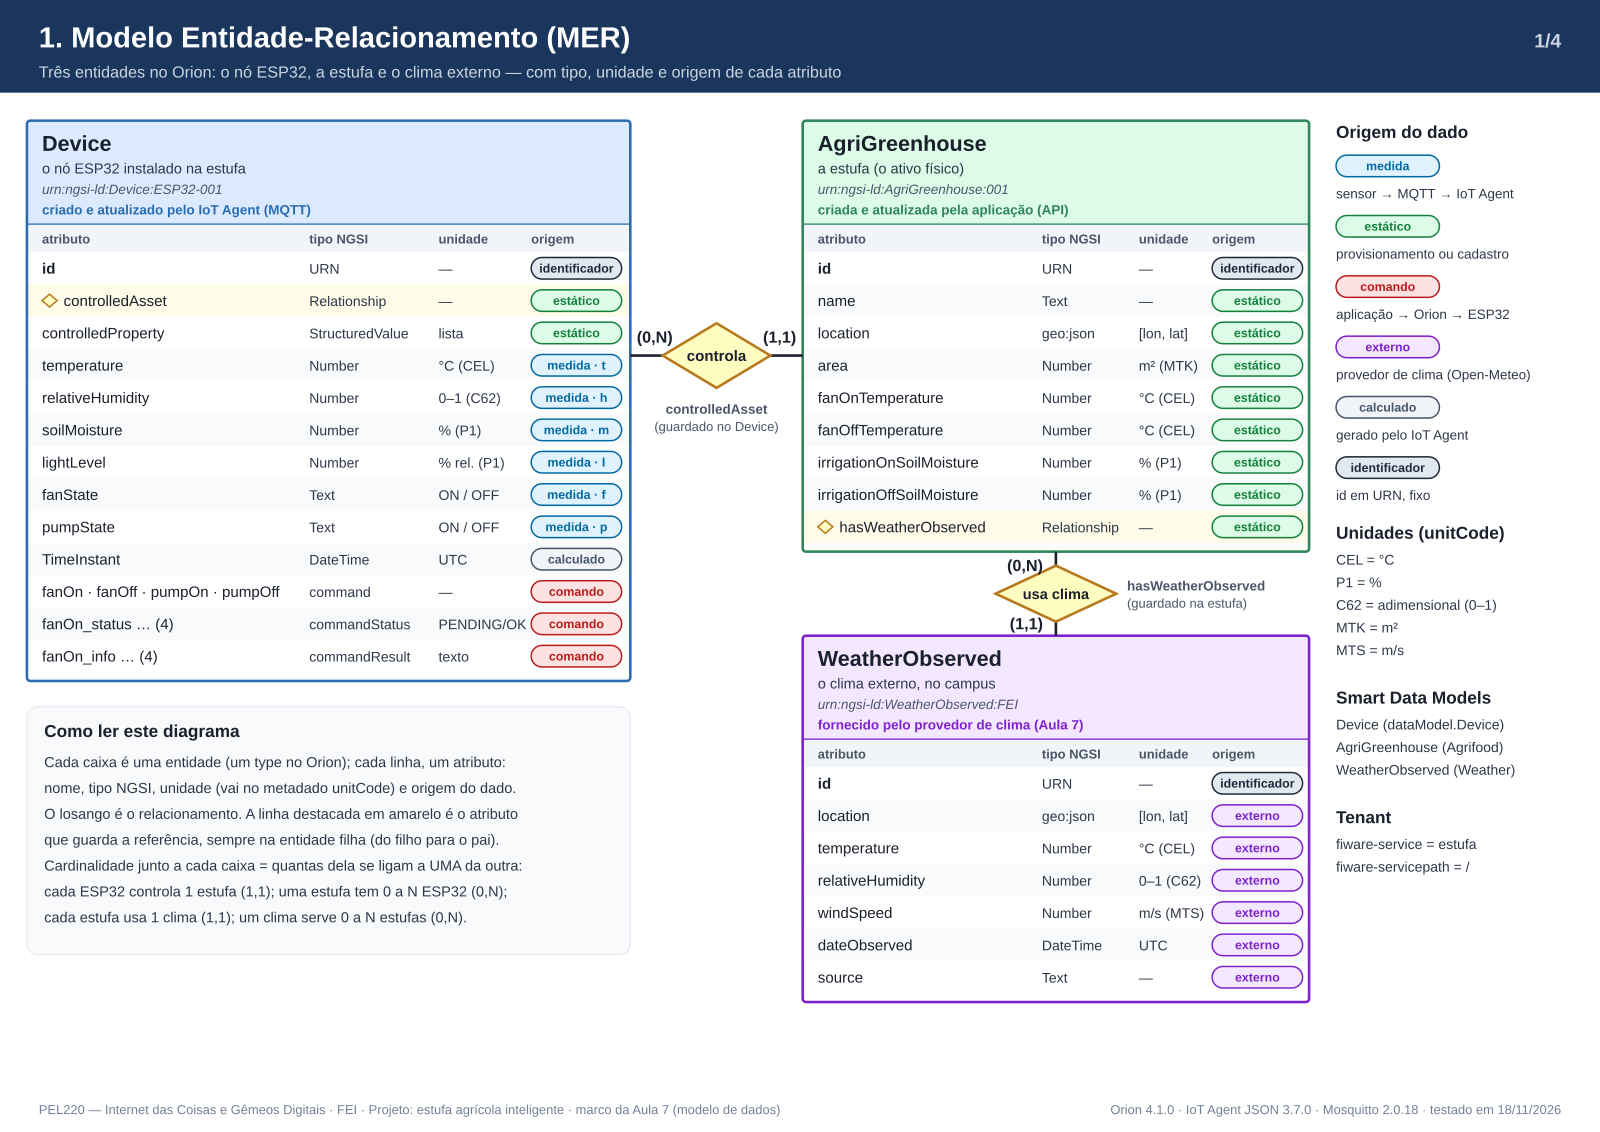 1. Modelo Entidade-Relacionamento (MER)
1/4
Três entidades no Orion: o nó ESP32, a estufa e o clima externo — com tipo, unidade e origem de cada atributo
Device
o nó ESP32 instalado na estufa
urn:ngsi-ld:Device:ESP32-001
criado e atualizado pelo IoT Agent (MQTT)
atributo tipo NGSI unidade origem
id URN — identificador
controlledAsset Relationship — estático
controlledProperty StructuredValue lista estático
temperature Number °C (CEL) medida · t
relativeHumidity Number 0–1 (C62) medida · h
soilMoisture Number % (P1) medida · m
lightLevel Number % rel. (P1) medida · l
fanState Text ON / OFF medida · f
pumpState Text ON / OFF medida · p
TimeInstant DateTime UTC calculado
fanOn · fanOff · pumpOn · pumpOff command — comando
fanOn_status … (4) commandStatus PENDING/OK comando
fanOn_info … (4) commandResult texto comando
(0,N)
controla
(1,1)
controlledAsset
(guardado no Device)
AgriGreenhouse
a estufa (o ativo físico)
urn:ngsi-ld:AgriGreenhouse:001
criada e atualizada pela aplicação (API)
atributo tipo NGSI unidade origem
id URN — identificador
name Text — estático
location geo:json [lon, lat] estático
area Number m² (MTK) estático
fanOnTemperature Number °C (CEL) estático
fanOffTemperature Number °C (CEL) estático
irrigationOnSoilMoisture Number % (P1) estático
irrigationOffSoilMoisture Number % (P1) estático
hasWeatherObserved Relationship — estático
(0,N)
usa clima
(1,1)
hasWeatherObserved
(guardado na estufa)
WeatherObserved
o clima externo, no campus
urn:ngsi-ld:WeatherObserved:FEI
fornecido pelo provedor de clima (Aula 7)
atributo tipo NGSI unidade origem
id URN — identificador
location geo:json [lon, lat] externo
temperature Number °C (CEL) externo
relativeHumidity Number 0–1 (C62) externo
windSpeed Number m/s (MTS) externo
dateObserved DateTime UTC externo
source Text — externo
Origem do dado
medida
sensor → MQTT → IoT Agent
estático
provisionamento ou cadastro
comando
aplicação → Orion → ESP32
externo
provedor de clima (Open-Meteo)
calculado
gerado pelo IoT Agent
identificador
id em URN, fixo
Unidades (unitCode)
CEL = °C
P1 = %
C62 = adimensional (0–1)
MTK = m²
MTS = m/s
Smart Data Models
Device (dataModel.Device)
AgriGreenhouse (Agrifood)
WeatherObserved (Weather)
Tenant
fiware-service = estufa
fiware-servicepath = /
Como ler este diagrama
Cada caixa é uma entidade (um type no Orion); cada linha, um atributo:
nome, tipo NGSI, unidade (vai no metadado unitCode) e origem do dado.
O losango é o relacionamento. A linha destacada em amarelo é o atributo
que guarda a referência, sempre na entidade filha (do filho para o pai).
Cardinalidade junto a cada caixa = quantas dela se ligam a UMA da outra:
cada ESP32 controla 1 estufa (1,1); uma estufa tem 0 a N ESP32 (0,N);
cada estufa usa 1 clima (1,1); um clima serve 0 a N estufas (0,N).
PEL220 — Internet das Coisas e Gêmeos Digitais · FEI · Projeto: estufa agrícola inteligente · marco da Aula 7 (modelo de dados)
Orion 4.1.0 · IoT Agent JSON 3.7.0 · Mosquitto 2.0.18 · testado em 18/11/2026